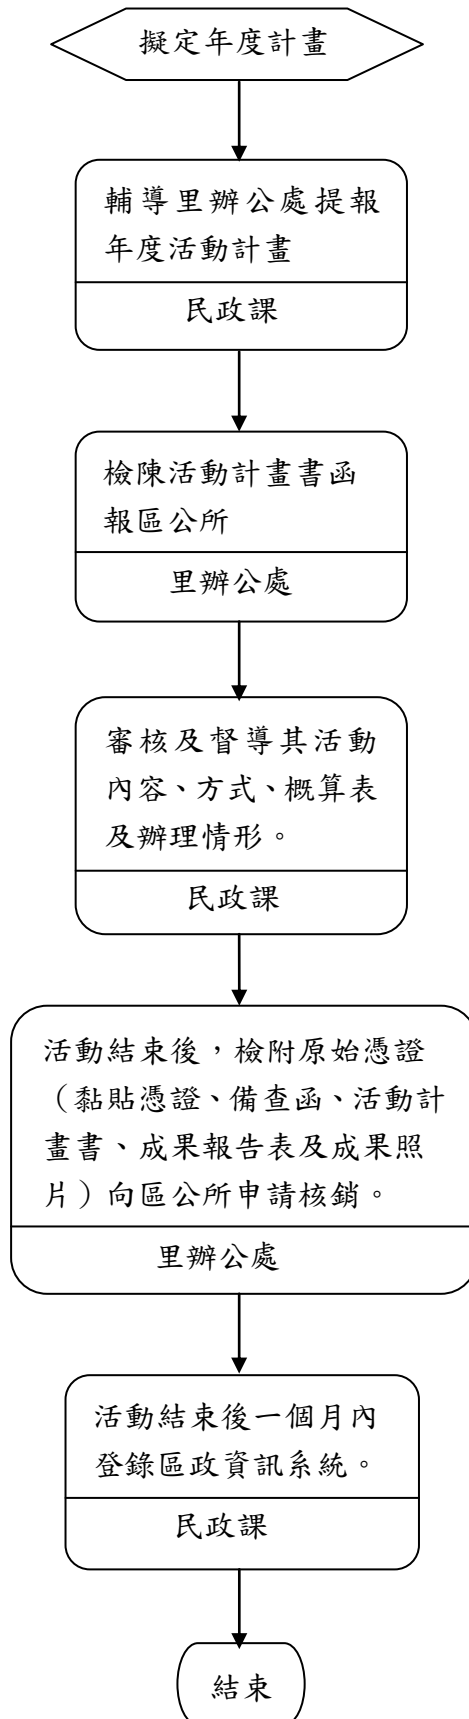 擬定年度計畫
輔導里辦公處提報
年度活動計畫
民政課
檢陳活動計畫書函
報區公所
里辦公處
審核及督導其活動
內容、方式、概算表
及辦理情形。
民政課
活動結束後,檢附原始憑證
(黏貼憑證、備查函、活動計
畫書、成果報告表及成果照
片)向區公所申請核銷。
里辦公處
活動結束後一個月內
登錄區政資訊系統。
民政課
結束